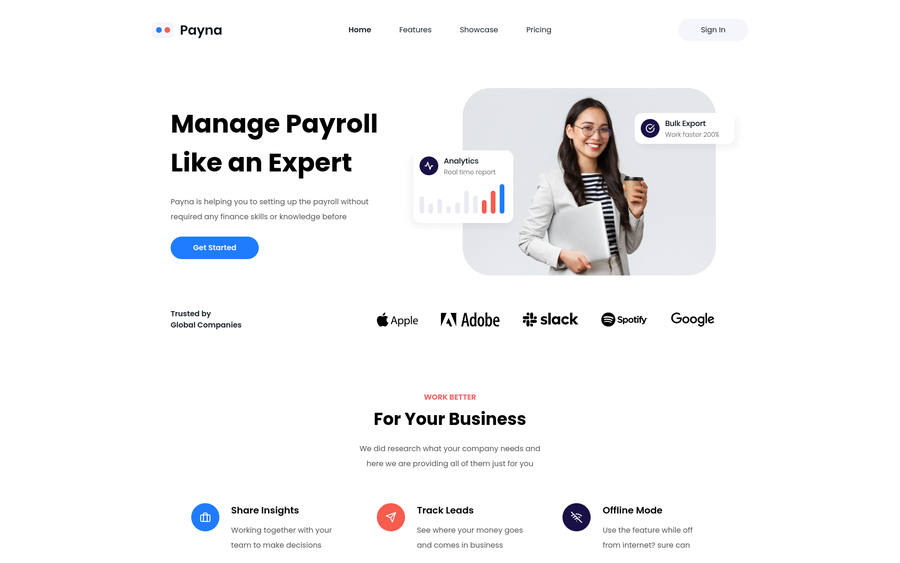 Payna
Home
Features
Showcase
Pricing
Sign In
Manage Payroll
Like an Expert
Payna is helping you to setting up the payroll without
required any finance skills or knowledge before
Get Started
Analytics
Real time report
Bulk Export
Work faster 200%
Trusted by
Global Companies
Apple
Adobe
slack
Spotify
Google
WORK BETTER
For Your Business
We did research what your company needs and
here we are providing all of them just for you
Share Insights
Working together with your
team to make decisions
Track Leads
See where your money goes
and comes in business
Offline Mode
Use the feature while off
from internet? sure can